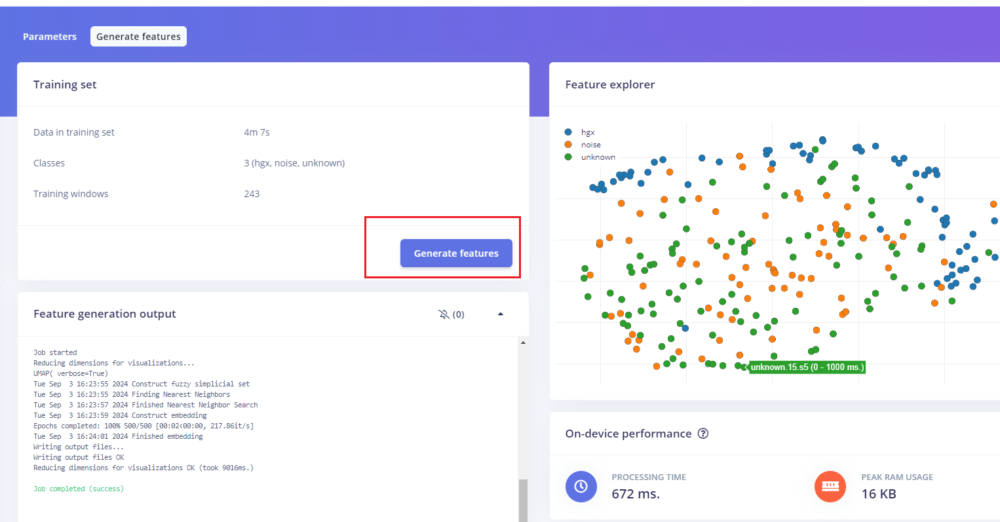 Parameters
Generate features
Training set
Data in training set 4m 7s
Classes 3 (hgx, noise, unknown)
Training windows 243
Generate features
Feature generation output (0)
Job started
Reducing dimensions for visualizations...
UMAP( verbose=True)
Tue Sep  3 16:23:55 2024 Construct fuzzy simplicial set
Tue Sep  3 16:23:55 2024 Finding Nearest Neighbors
Tue Sep  3 16:23:57 2024 Finished Nearest Neighbor Search
Tue Sep  3 16:23:59 2024 Construct embedding
Epochs completed: 100% 500/500 [00:02<00:00, 217.86it/s]
Tue Sep  3 16:24:01 2024 Finished embedding
Writing output files...
Writing output files OK
Reducing dimensions for visualizations OK (took 9016ms.)
Job completed (success)
Feature explorer
hgx
noise
unknown
unknown.15.s5 (0 - 1000 ms.)
On-device performance ?
PROCESSING TIME
672 ms.
PEAK RAM USAGE
16 KB